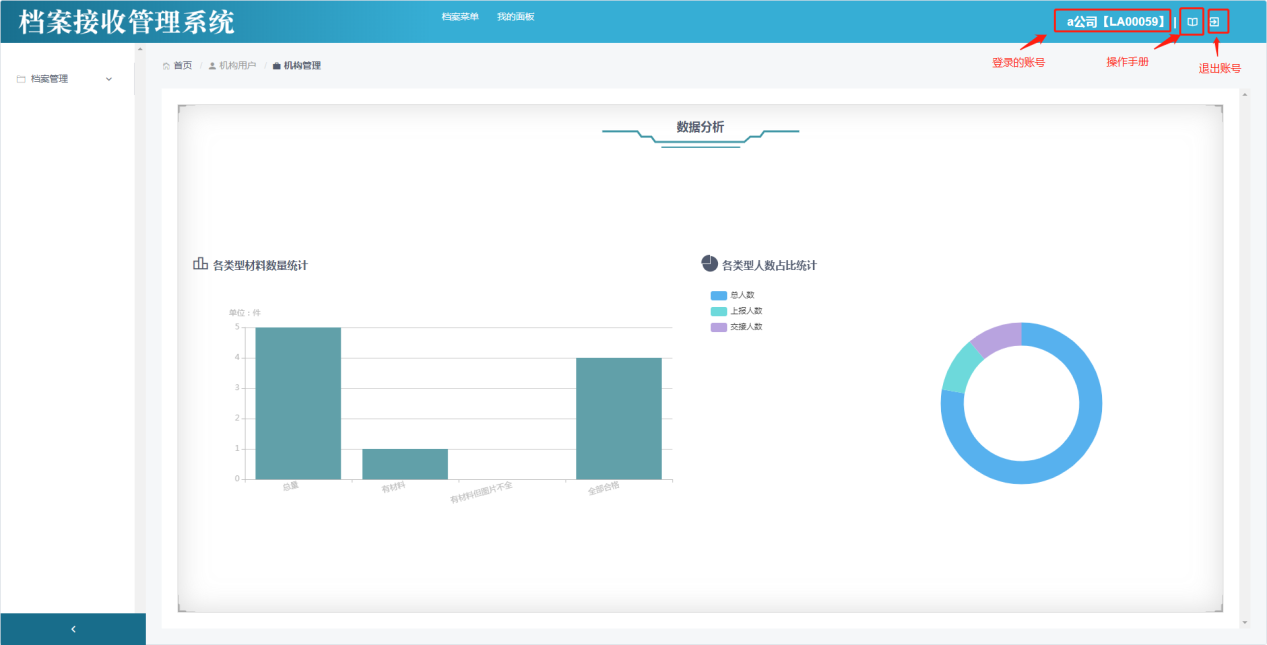 档案接收管理系统
档案菜单 我的面板
a公司【LA00059】 |
登录的账号
操作手册
退出账号
档案管理
首页 / 机构用户 / 机构管理
数据分析
各类型材料数量统计
单位：件
5
4
3
2
1
0
总量
有材料
有材料但图片不全
全部合格
各类型人数占比统计
总人数
上报人数
交接人数